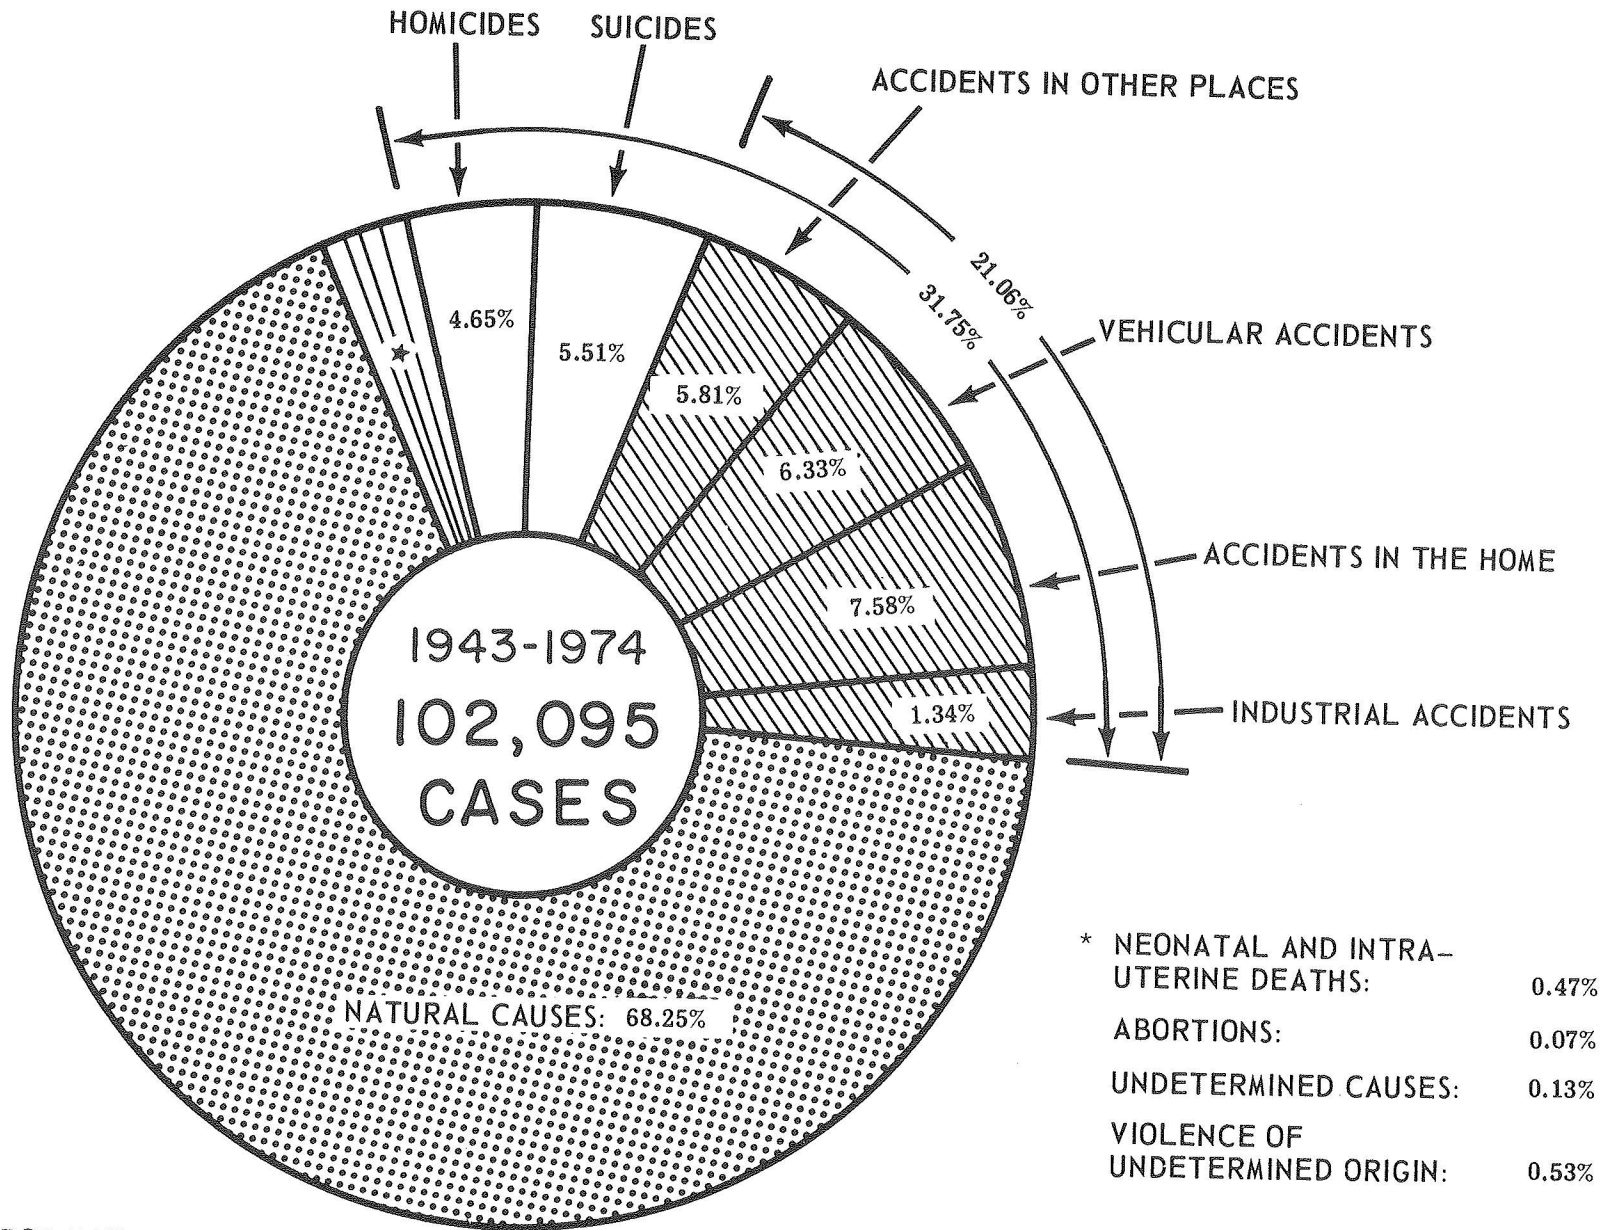 HOMICIDES
SUICIDES
ACCIDENTS IN OTHER PLACES
21.06%
31.75%
VEHICULAR ACCIDENTS
4.65%
5.51%
5.81%
6.33%
ACCIDENTS IN THE HOME
7.58%
1.34%
INDUSTRIAL ACCIDENTS
1943-1974
102,095
CASES
NATURAL CAUSES: 68.25%
* NEONATAL AND INTRA-
UTERINE DEATHS: 0.47%
ABORTIONS: 0.07%
UNDETERMINED CAUSES: 0.13%
VIOLENCE OF
UNDETERMINED ORIGIN: 0.53%